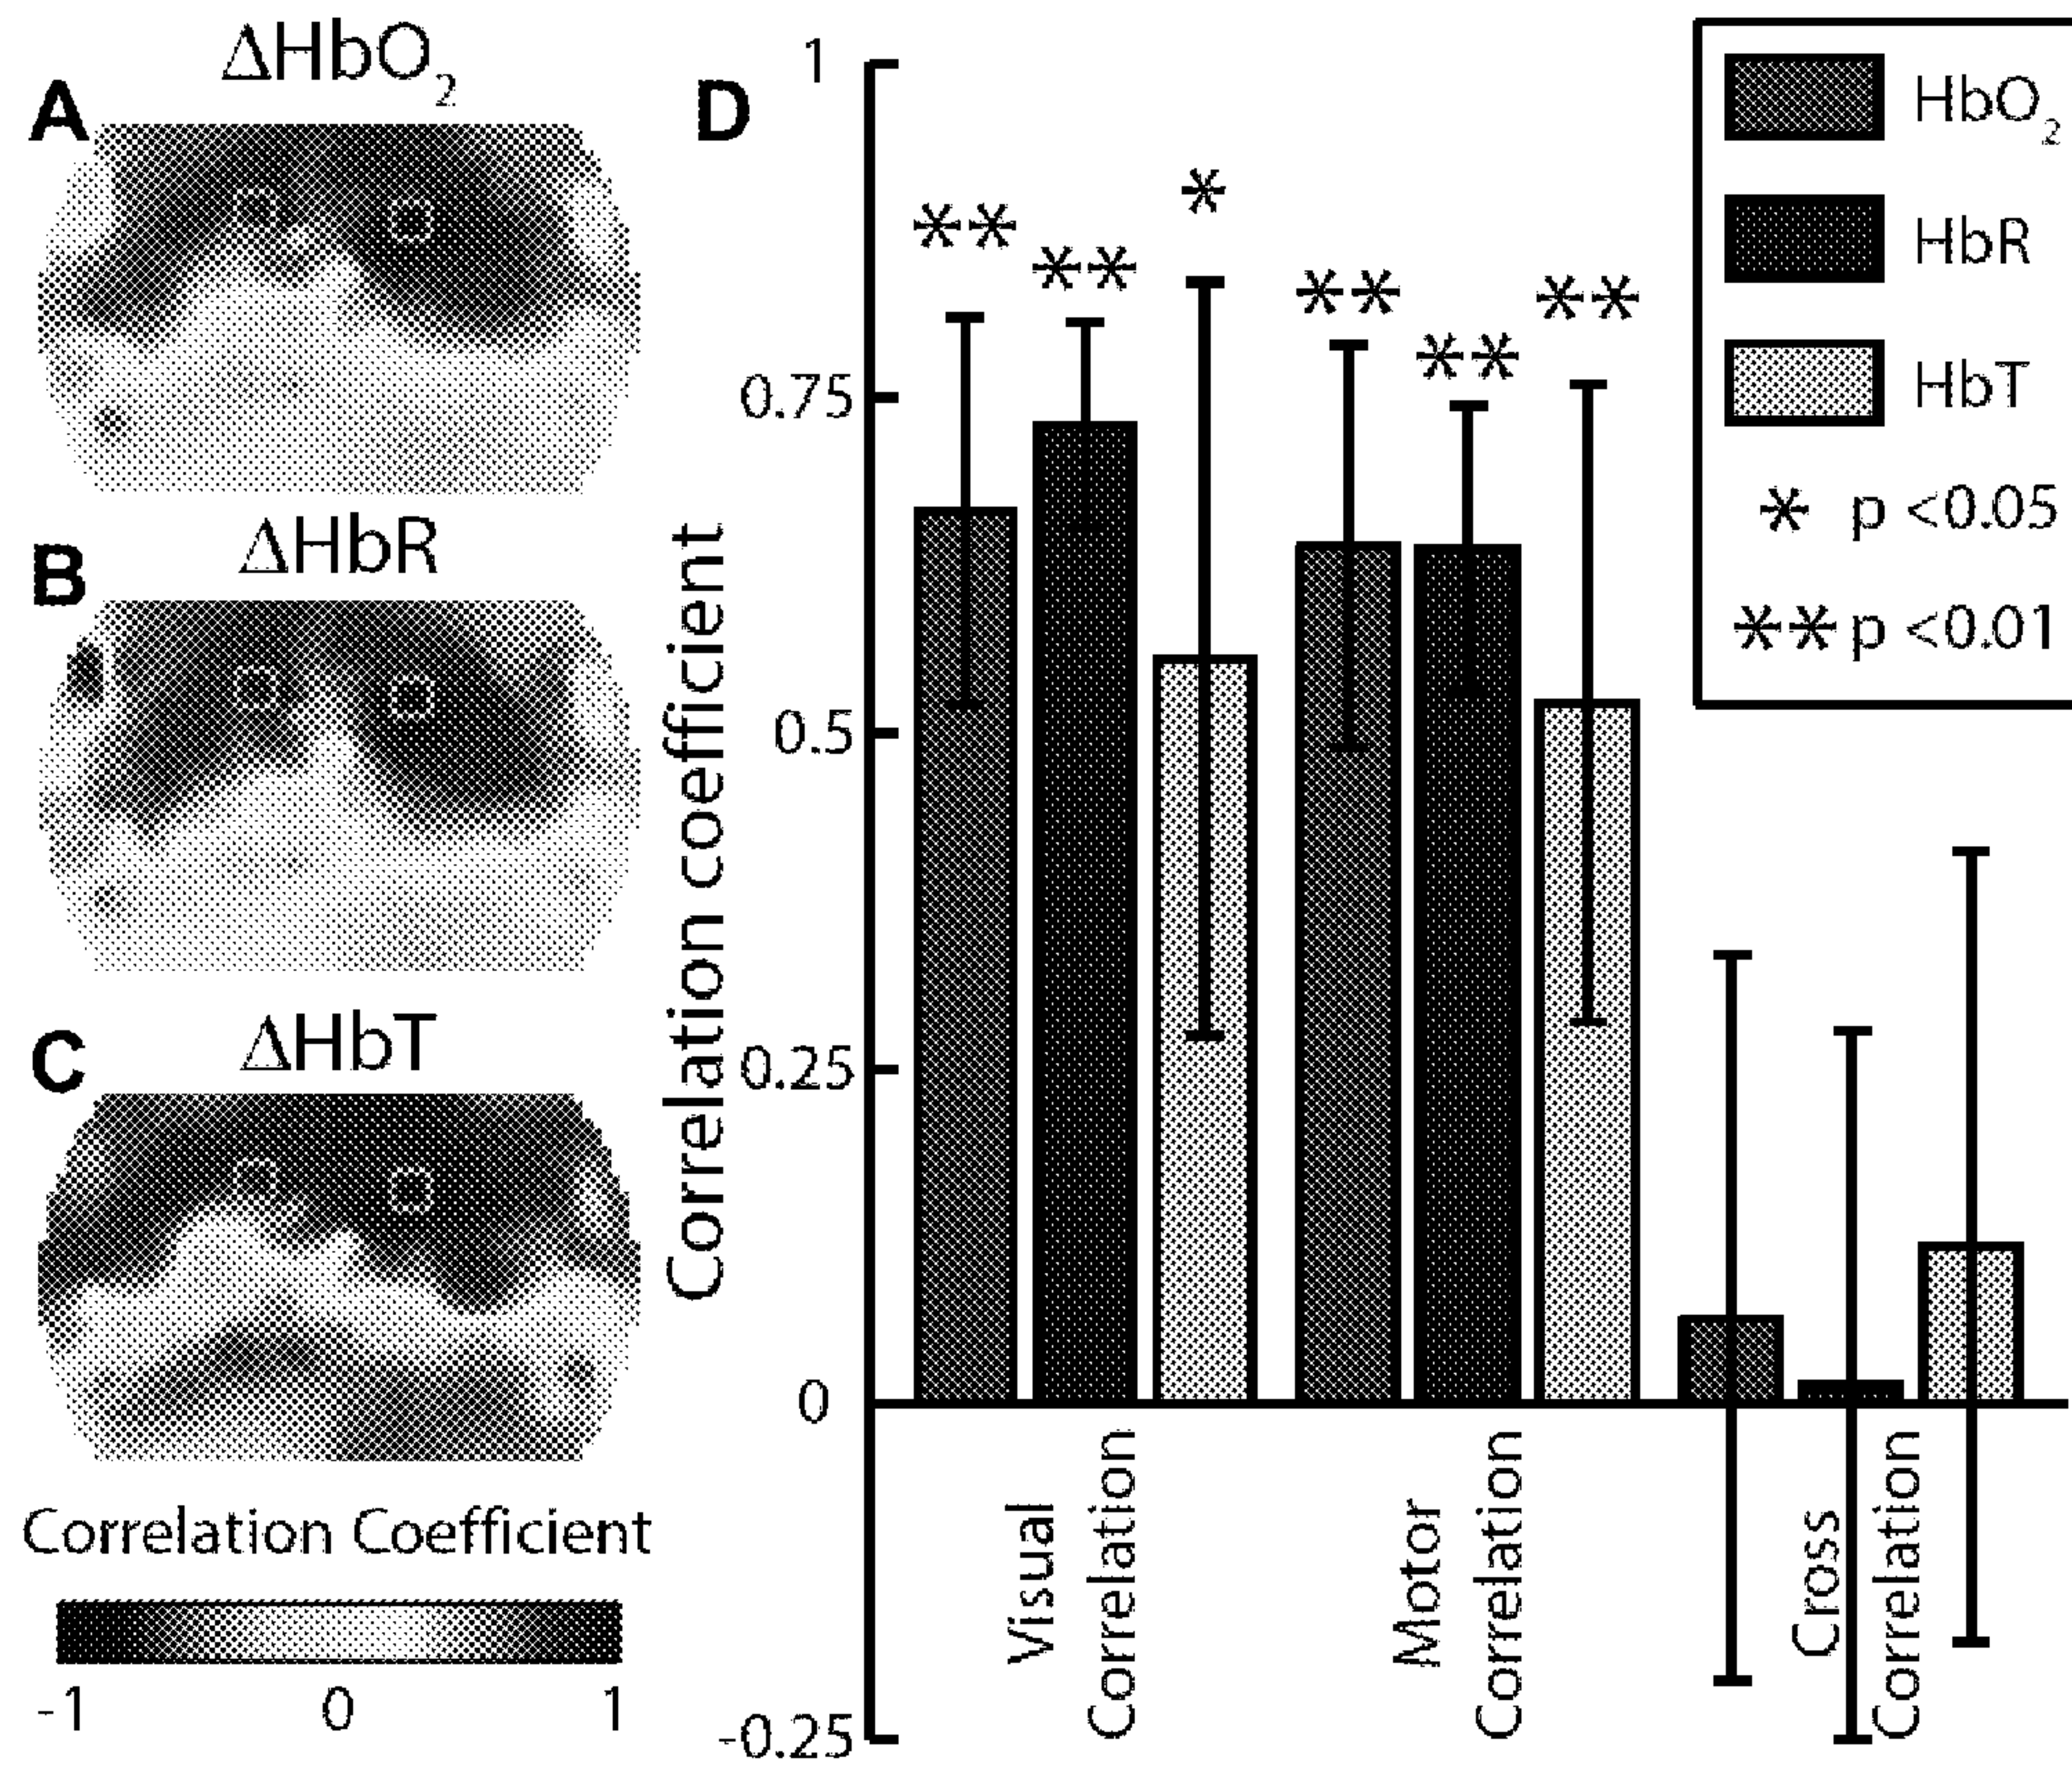 A
ΔHbO₂
B
ΔHbR
C
ΔHbT
Correlation Coefficient
-1 0 1
D
Correlation coefficient
1
0.75
0.5
0.25
0
-0.25
**
**
*
**
**
**
Visual
Correlation
Motor
Correlation
Cross
Correlation
HbO₂
HbR
HbT
* p <0.05
** p <0.01